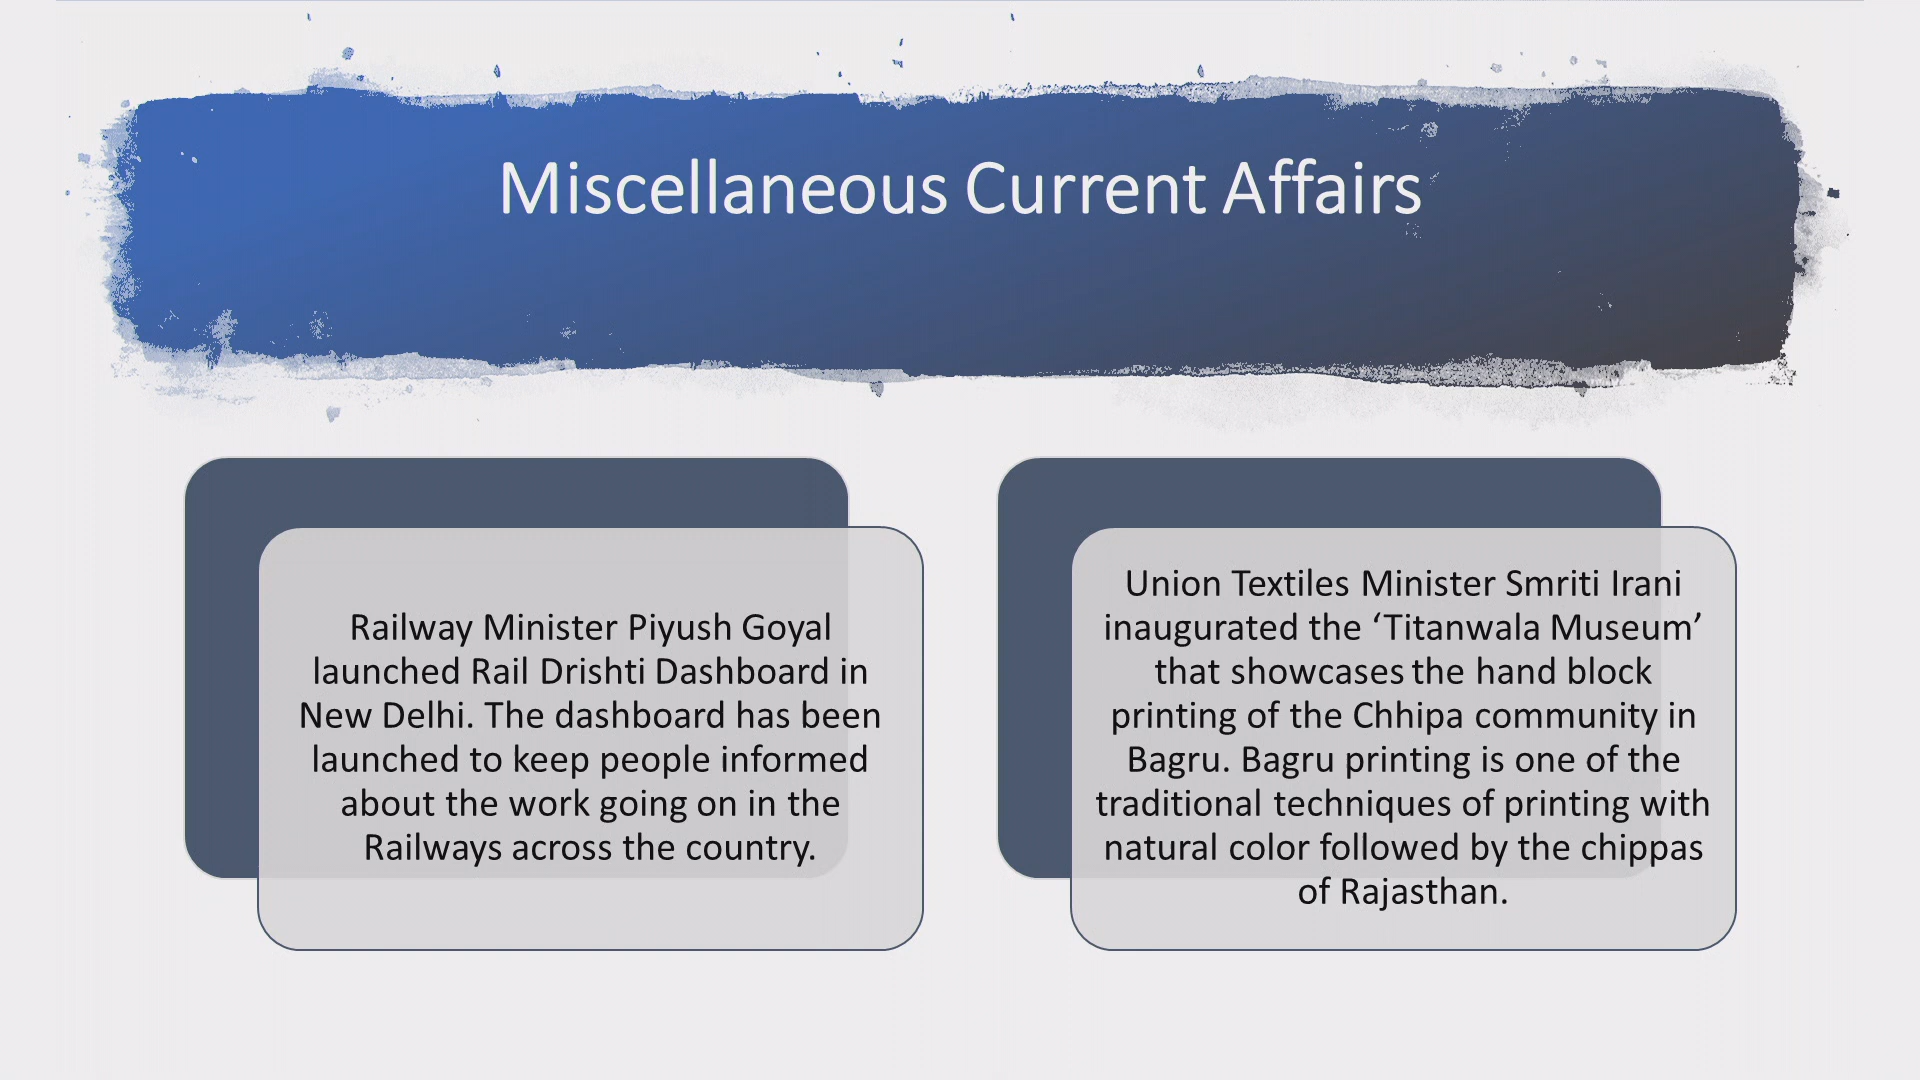 Miscellaneous Current Affairs
Railway Minister Piyush Goyal
launched Rail Drishti Dashboard in
New Delhi. The dashboard has been
launched to keep people informed
about the work going on in the
Railways across the country.
Union Textiles Minister Smriti Irani
inaugurated the ‘Titanwala Museum’
that showcases the hand block
printing of the Chhipa community in
Bagru. Bagru printing is one of the
traditional techniques of printing with
natural color followed by the chippas
of Rajasthan.